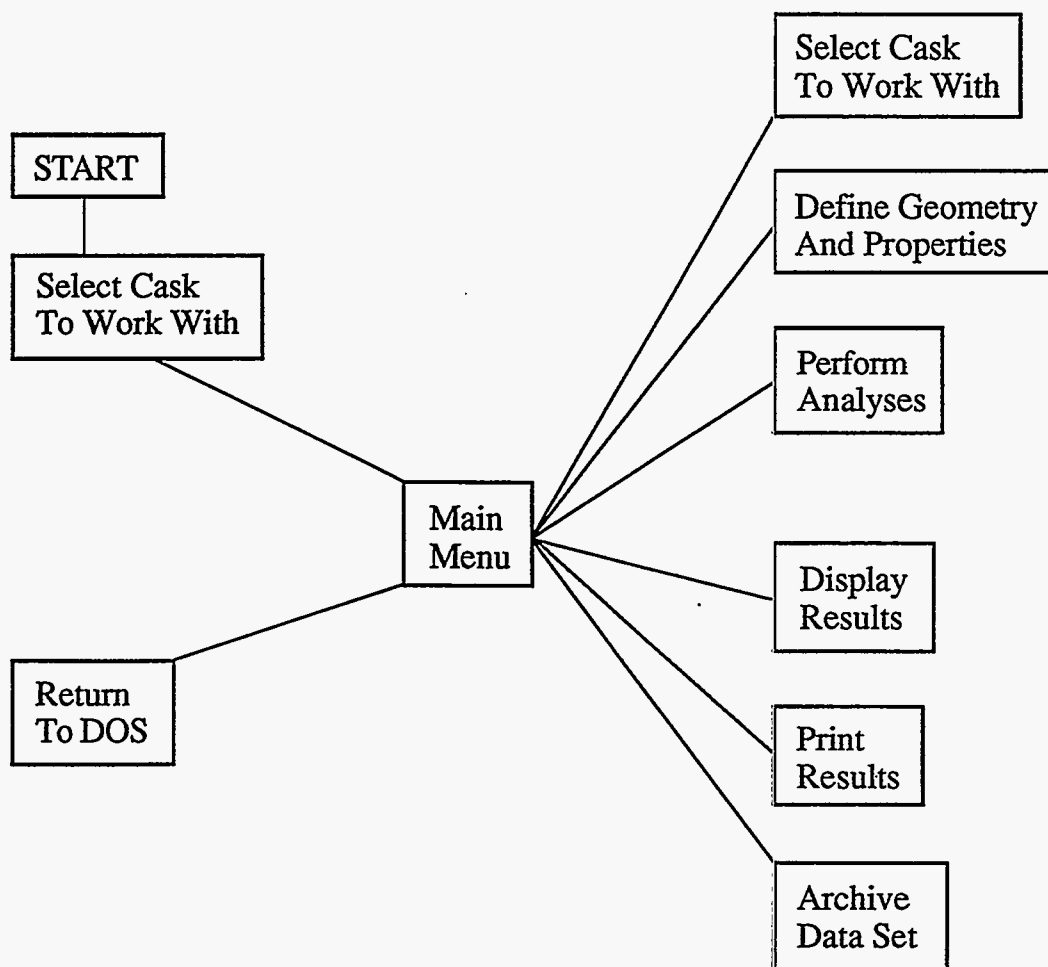 START
Select Cask
To Work With
Main
Menu
Return
To DOS
Select Cask
To Work With
Define Geometry
And Properties
Perform
Analyses
Display
Results
Print
Results
Archive
Data Set